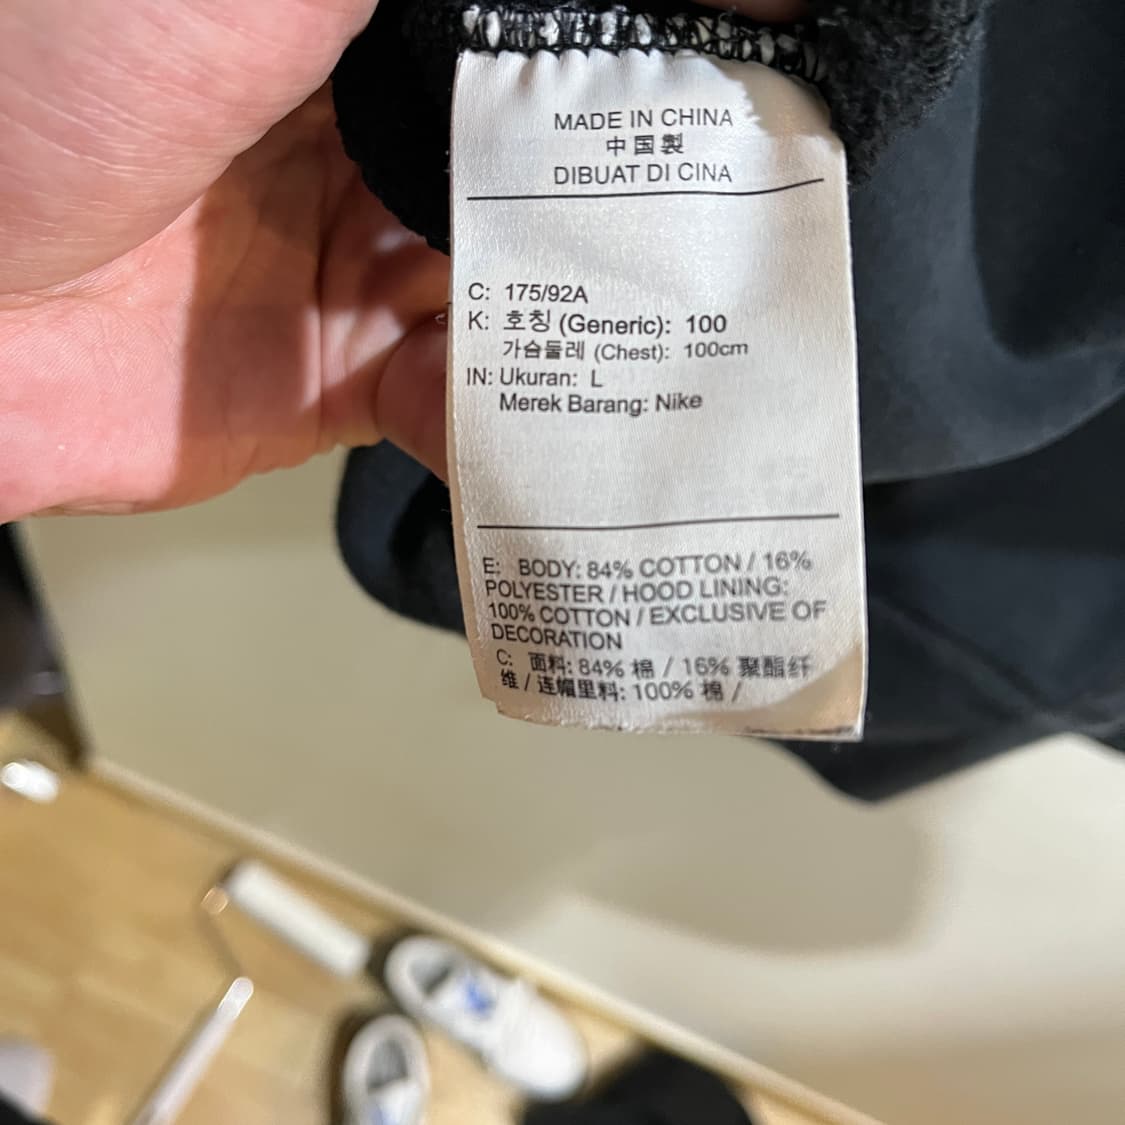 MADE IN CHINA
中国製
DIBUAT DI CINA
C: 175/92A
K: 호칭 (Generic): 100
가슴둘레 (Chest): 100cm
IN: Ukuran: L
Merek Barang: Nike
E: BODY: 84% COTTON / 16%
POLYESTER / HOOD LINING:
100% COTTON / EXCLUSIVE OF
DECORATION
C: 面料: 84% 棉 / 16% 聚酯纤
维 / 连帽里料: 100% 棉 /